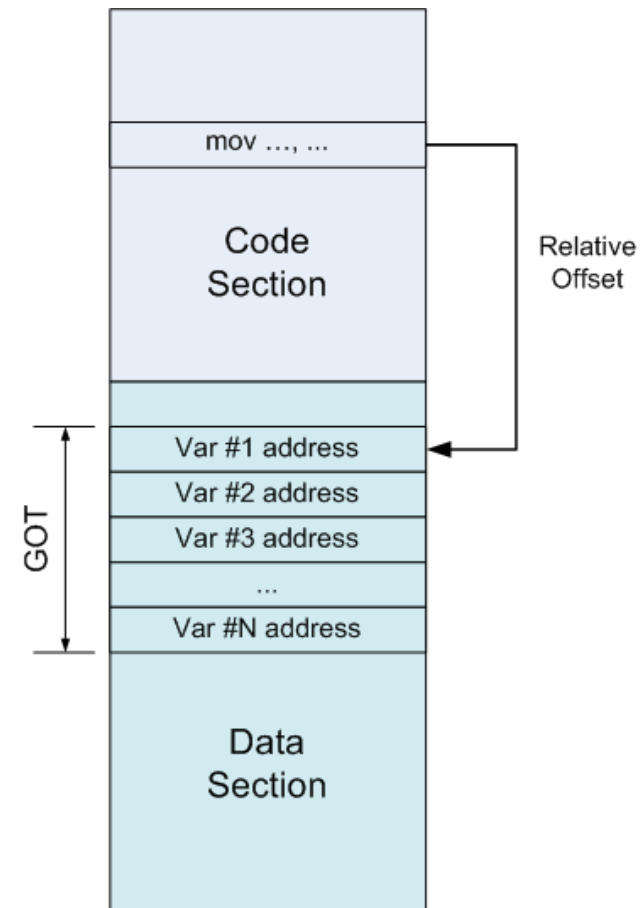 mov ..., ...
Code
Section
Relative
Offset
Var #1 address
Var #2 address
Var #3 address
...
Var #N address
GOT
Data
Section